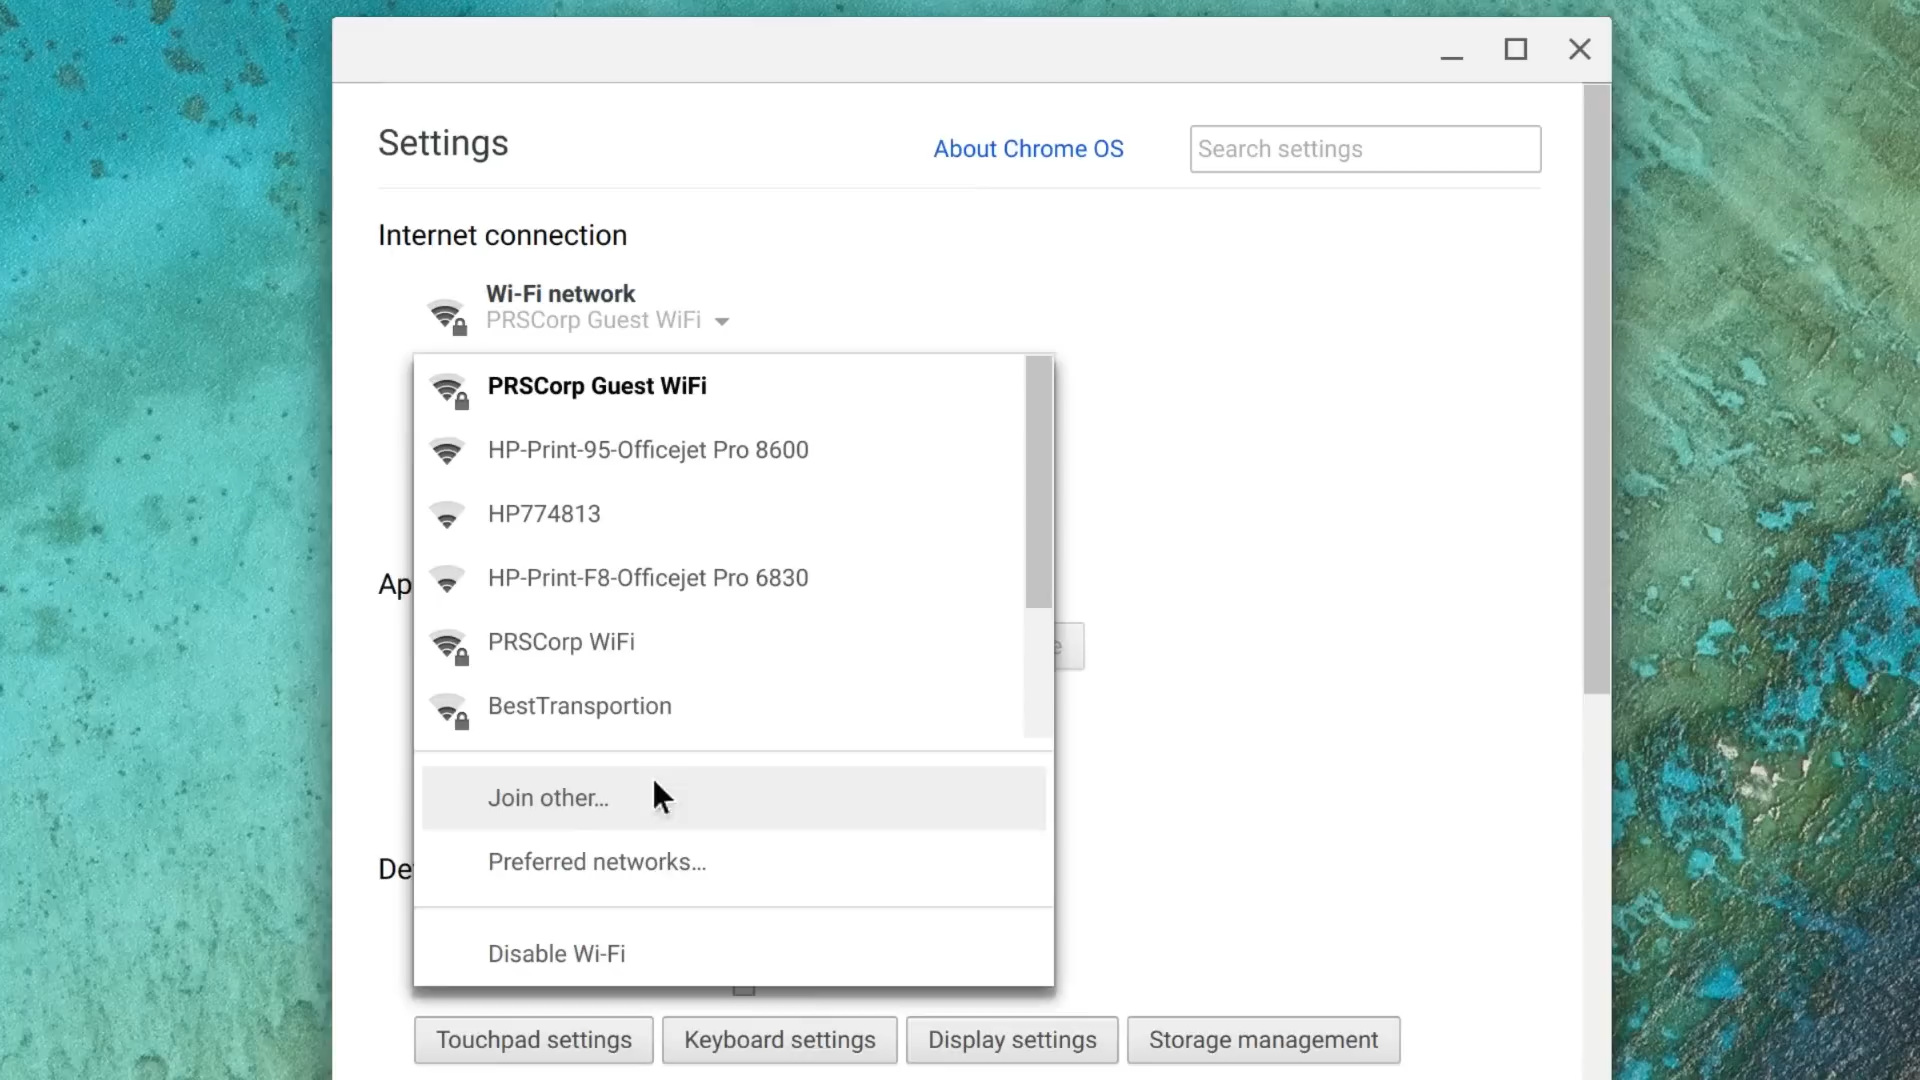 Settings
About Chrome OS
Search settings
Internet connection
Wi-Fi network
PRSCorp Guest WiFi
PRSCorp Guest WiFi
HP-Print-95-Officejet Pro 8600
HP774813
HP-Print-F8-Officejet Pro 6830
Ap
PRSCorp WiFi
e
BestTransportion
Join other...
Preferred networks...
De
Disable Wi-Fi
Touchpad settings
Keyboard settings
Display settings
Storage management